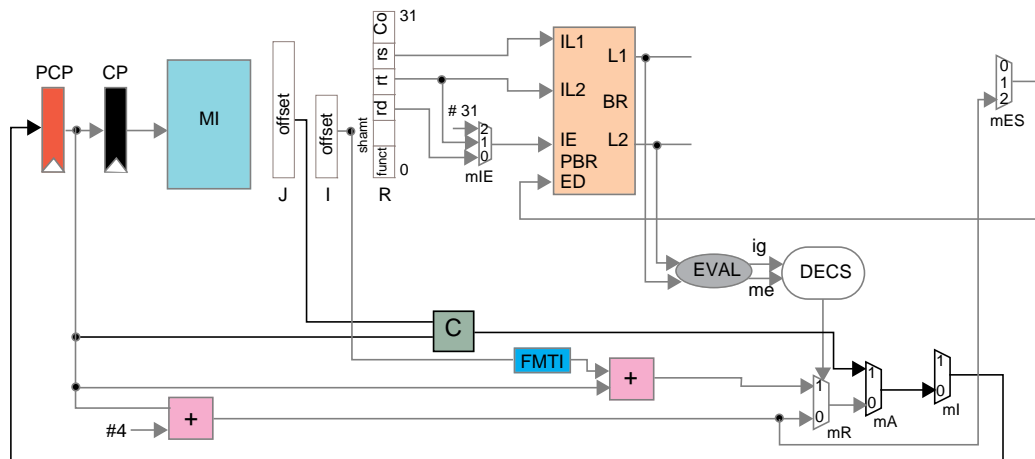 PCP
CP
MI
offset
J
offset
I
Co
31
rs
rt
rd
shamt
funct
0
R
# 31
2
1
0
mIE
IL1
IL2
IE
PBR
ED
L1
BR
L2
0
1
2
mES
EVAL
ig
me
DECS
C
FMTI
+
#4
+
1
0
mR
1
0
mA
1
0
mI